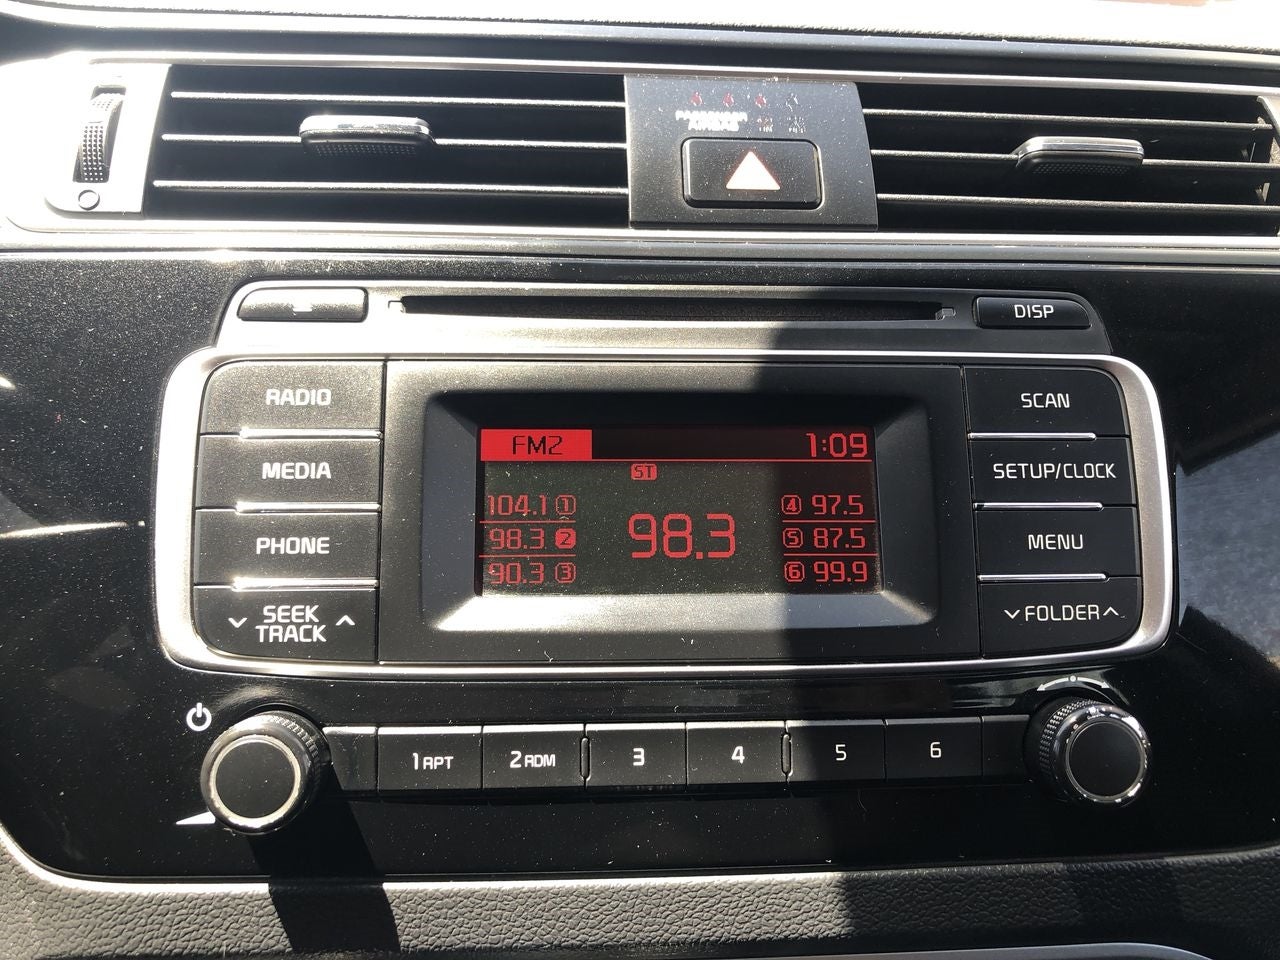 PASSENGER
AIRBAG
DISP
RADIO
MEDIA
PHONE
SEEK
TRACK
FM2
1:09
ST
104.1 1
98.3 2
90.3 3
98.3
4 97.5
5 87.5
6 99.9
SCAN
SETUP/CLOCK
MENU
FOLDER
1 RPT
2 RDM
3
4
5
6